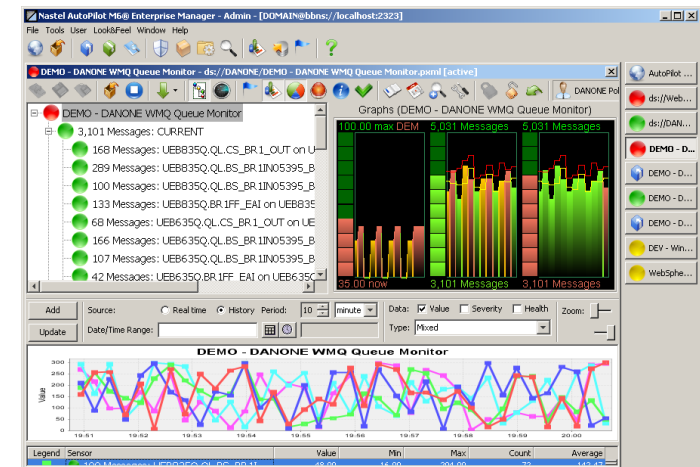 Nastel AutoPilot M6® Enterprise Manager - Admin - [DOMAIN@bbns://localhost:2323]
File Tools User Look&Feel Window Help
DEMO - DANONE WMQ Queue Monitor - ds://DANONE/DEMO - DANONE WMQ Queue Monitor.pxml [active]
DANONE Pol
DEMO - DANONE WMQ Queue Monitor
3,101 Messages: CURRENT
168 Messages: UEB835Q.QL.CS_BR1_OUT on U
289 Messages: UEB835Q.QL.BS_BR1IN05395_B
100 Messages: UEB835Q.QL.BS_BR1IN05395_B
133 Messages: UEB835Q.BR1FF_EAI on UEB835
68 Messages: UEB635Q.QL.CS_BR1_OUT on UE
166 Messages: UEB635Q.QL.BS_BR1IN05395_B
107 Messages: UEB635Q.QL.BS_BR1IN05395_B
42 Messages: UEB635Q.BR1FF_EAI on UEB635Q
Graphs (DEMO - DANONE WMQ Queue Monitor)
100.00 max DEM
5,031 Messages
5,031 Messages
35.00 now
3,101 Messages
3,101 Messages
AutoPilot ...
ds://Web...
ds://DAN...
DEMO - D...
DEMO - D...
DEMO - D...
DEMO - D...
DEV - Win...
WebSphe...
Add
Source:
Real time
History
Period:
10
minute
Data:
Value
Severity
Health
Zoom:
Update
Date/Time Range:
Type:
Mixed
DEMO - DANONE WMQ Queue Monitor
Value
300
250
200
150
100
50
0
19:51
19:52
19:53
19:54
19:55
19:56
19:57
19:58
19:59
20:00
Legend
Sensor
Value
Min
Max
Count
Average